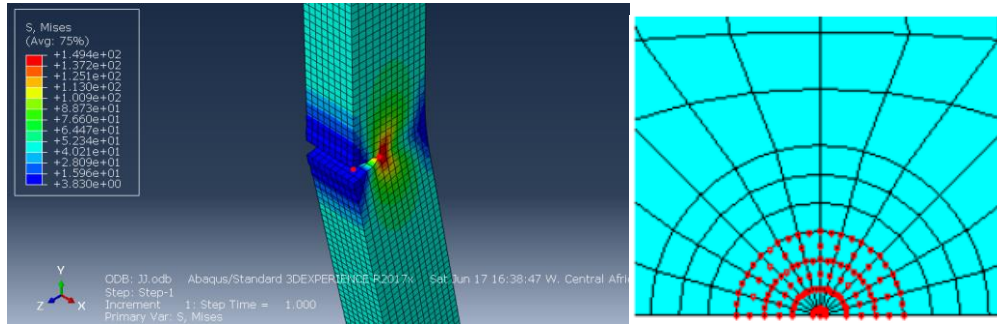 S, Mises
(Avg: 75%)
+1.494e+02
+1.372e+02
+1.251e+02
+1.130e+02
+1.009e+02
+8.873e+01
+7.660e+01
+6.447e+01
+5.234e+01
+4.021e+01
+2.809e+01
+1.596e+01
+3.830e+00
Y
Z X
ODB: JJ.odb Abaqus/Standard 3DEXPERIENCE R2017x Sat Jun 17 16:38:47 W. Central Afri
Step: Step-1
Increment 1: Step Time = 1.000
Primary Var: S, Mises